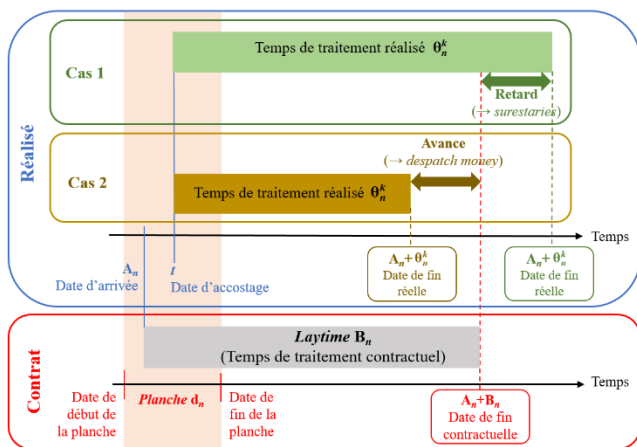 Réalisé
Cas 1
Temps de traitement réalisé θₙᵏ
Retard
(→ surestaries)
Cas 2
Avance
(→ despatch money)
Temps de traitement réalisé θₙᵏ
Temps
Aₙ
Date d'arrivée
t
Date d'accostage
Aₙ+ θₙᵏ
Date de fin
réelle
Aₙ+ θₙᵏ
Date de fin
réelle
Contrat
Laytime Bₙ
(Temps de traitement contractuel)
Temps
Date de
début de
la planche
Planche dₙ
Date de
fin de la
planche
Aₙ+Bₙ
Date de fin
contractuelle